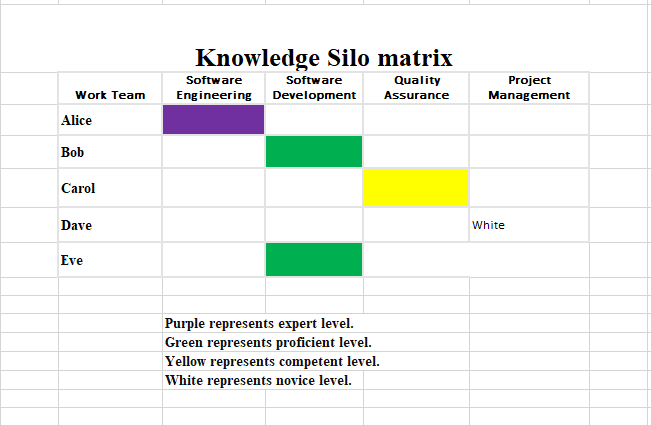 Knowledge Silo matrix
Work Team Software Engineering Software Development Quality Assurance Project Management
Alice
Bob
Carol
Dave White
Eve
Purple represents expert level.
Green represents proficient level.
Yellow represents competent level.
White represents novice level.